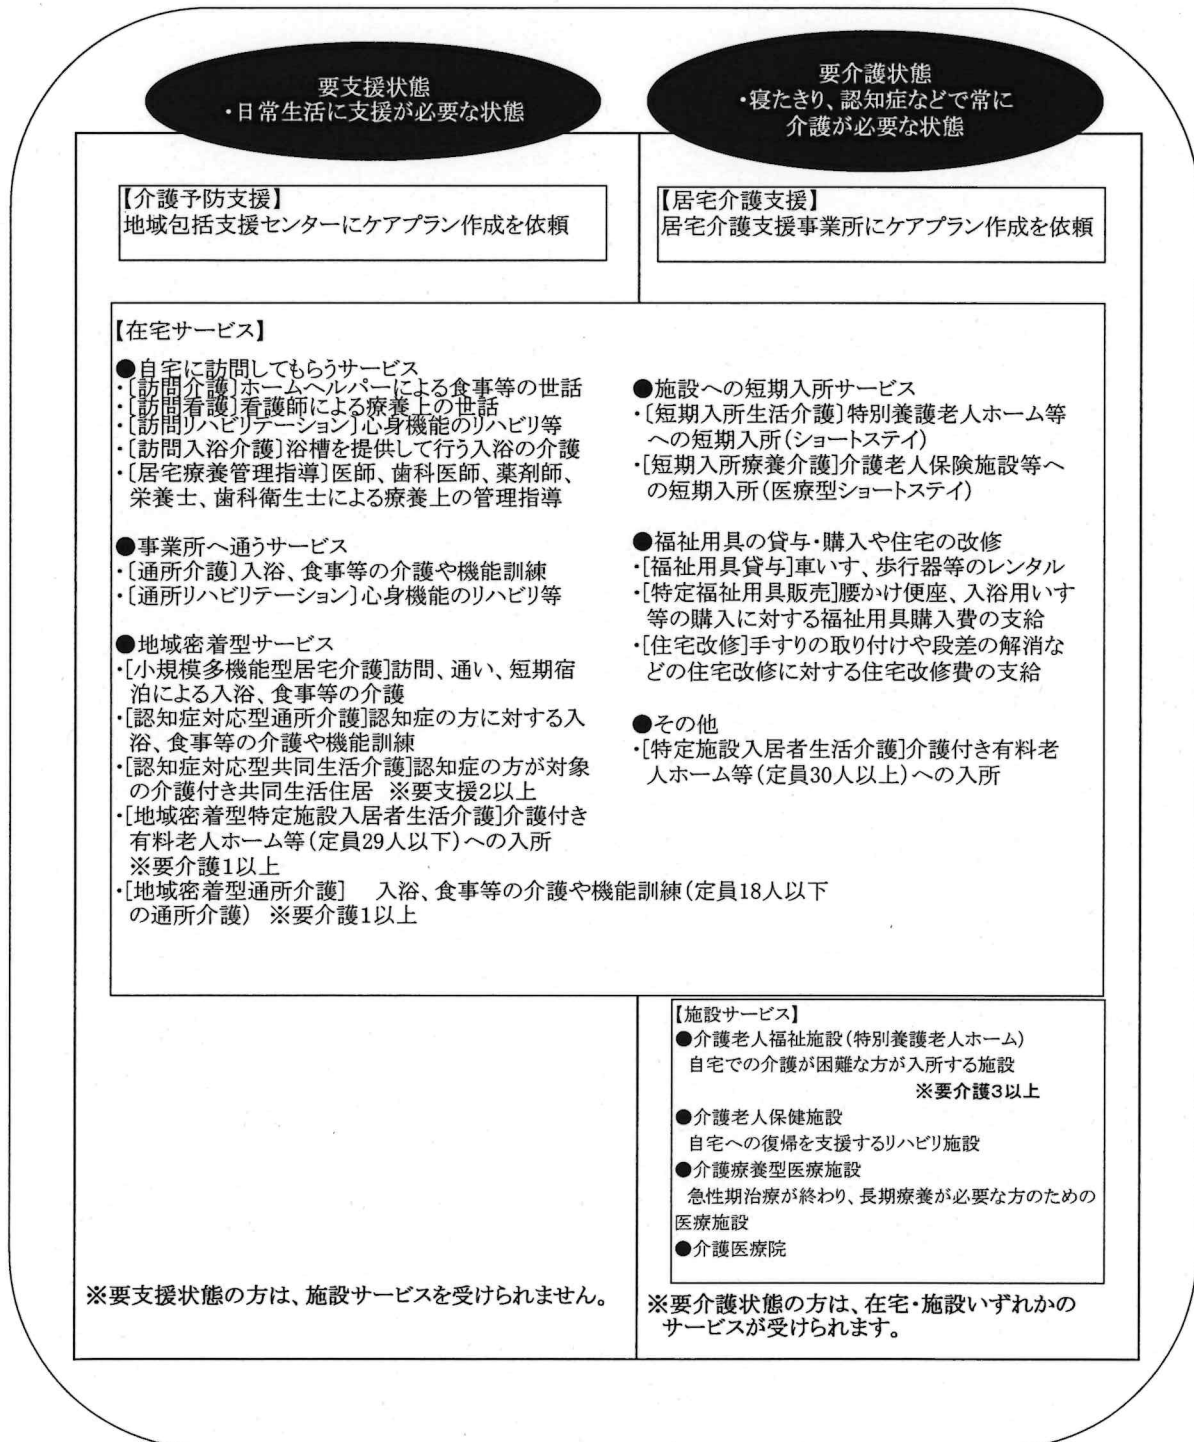 要支援状態
・日常生活に支援が必要な状態
要介護状態
・寝たきり、認知症などで常に
介護が必要な状態
【介護予防支援】
地域包括支援センターにケアプラン作成を依頼
【居宅介護支援】
居宅介護支援事業所にケアプラン作成を依頼
【在宅サービス】
●自宅に訪問してもらうサービス
・〔訪問介護〕ホームヘルパーによる食事等の世話
・〔訪問看護〕看護師による療養上の世話
・〔訪問リハビリテーション〕心身機能のリハビリ等
・〔訪問入浴介護〕浴槽を提供して行う入浴の介護
・〔居宅療養管理指導〕医師、歯科医師、薬剤師、
栄養士、歯科衛生士による療養上の管理指導
●事業所へ通うサービス
・〔通所介護〕入浴、食事等の介護や機能訓練
・〔通所リハビリテーション〕心身機能のリハビリ等
●地域密着型サービス
・[小規模多機能型居宅介護]訪問、通い、短期宿
泊による入浴、食事等の介護
・[認知症対応型通所介護]認知症の方に対する入
浴、食事等の介護や機能訓練
・[認知症対応型共同生活介護]認知症の方が対象
の介護付き共同生活住居 ※要支援2以上
・[地域密着型特定施設入居者生活介護]介護付き
有料老人ホーム等(定員29人以下)への入所
※要介護1以上
・[地域密着型通所介護] 入浴、食事等の介護や機能訓練(定員18人以下
の通所介護) ※要介護1以上
●施設への短期入所サービス
・〔短期入所生活介護〕特別養護老人ホーム等
への短期入所(ショートステイ)
・[短期入所療養介護]介護老人保険施設等へ
の短期入所(医療型ショートステイ)
●福祉用具の貸与・購入や住宅の改修
・[福祉用具貸与]車いす、歩行器等のレンタル
・[特定福祉用具販売]腰かけ便座、入浴用いす
等の購入に対する福祉用具購入費の支給
・[住宅改修]手すりの取り付けや段差の解消な
どの住宅改修に対する住宅改修費の支給
●その他
・[特定施設入居者生活介護]介護付き有料老
人ホーム等(定員30人以上)への入所
【施設サービス】
●介護老人福祉施設(特別養護老人ホーム)
自宅での介護が困難な方が入所する施設
※要介護3以上
●介護老人保健施設
自宅への復帰を支援するリハビリ施設
●介護療養型医療施設
急性期治療が終わり、長期療養が必要な方のための
医療施設
●介護医療院
※要支援状態の方は、施設サービスを受けられません。
※要介護状態の方は、在宅・施設いずれかの
サービスが受けられます。